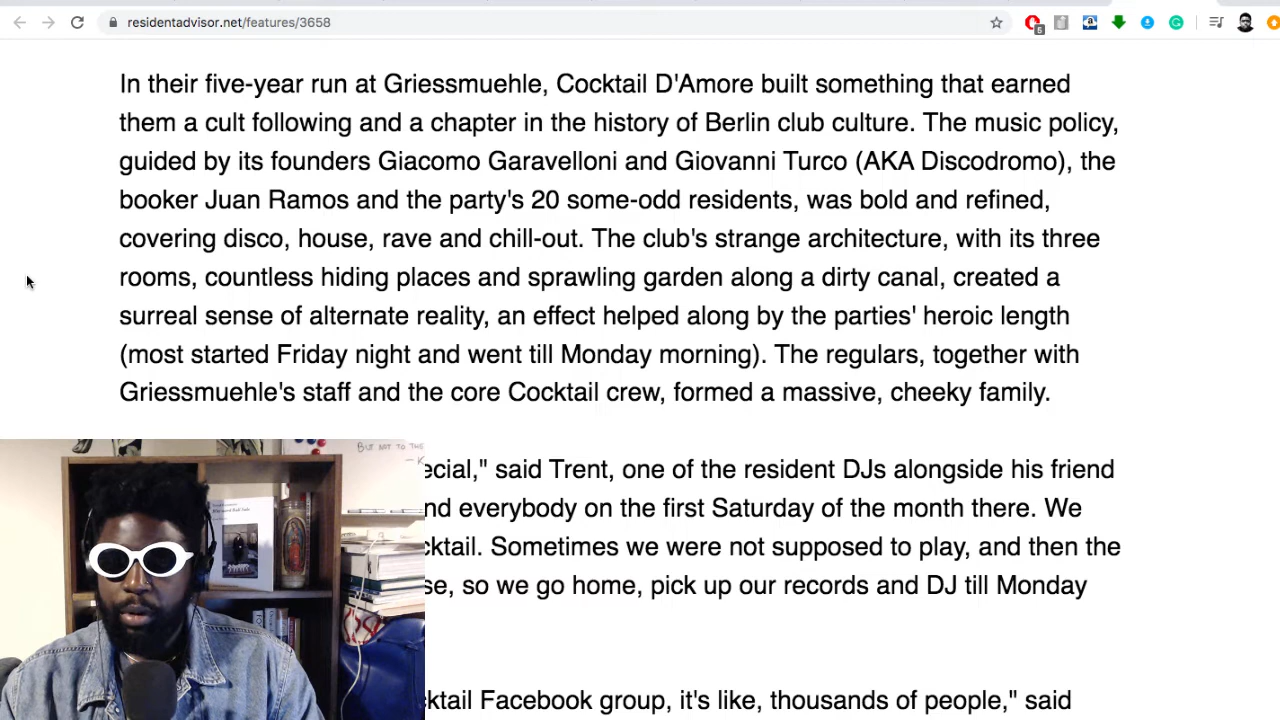 residentadvisor.net/features/3658
5
In their five-year run at Griessmuehle, Cocktail D'Amore built something that earned
them a cult following and a chapter in the history of Berlin club culture. The music policy,
guided by its founders Giacomo Garavelloni and Giovanni Turco (AKA Discodromo), the
booker Juan Ramos and the party's 20 some-odd residents, was bold and refined,
covering disco, house, rave and chill-out. The club's strange architecture, with its three
rooms, countless hiding places and sprawling garden along a dirty canal, created a
surreal sense of alternate reality, an effect helped along by the parties' heroic length
(most started Friday night and went till Monday morning). The regulars, together with
Griessmuehle's staff and the core Cocktail crew, formed a massive, cheeky family.
BUT NOT TO THE
— K
ecial," said Trent, one of the resident DJs alongside his friend
nd everybody on the first Saturday of the month there. We
cktail. Sometimes we were not supposed to play, and then the
se, so we go home, pick up our records and DJ till Monday
cktail Facebook group, it's like, thousands of people," said